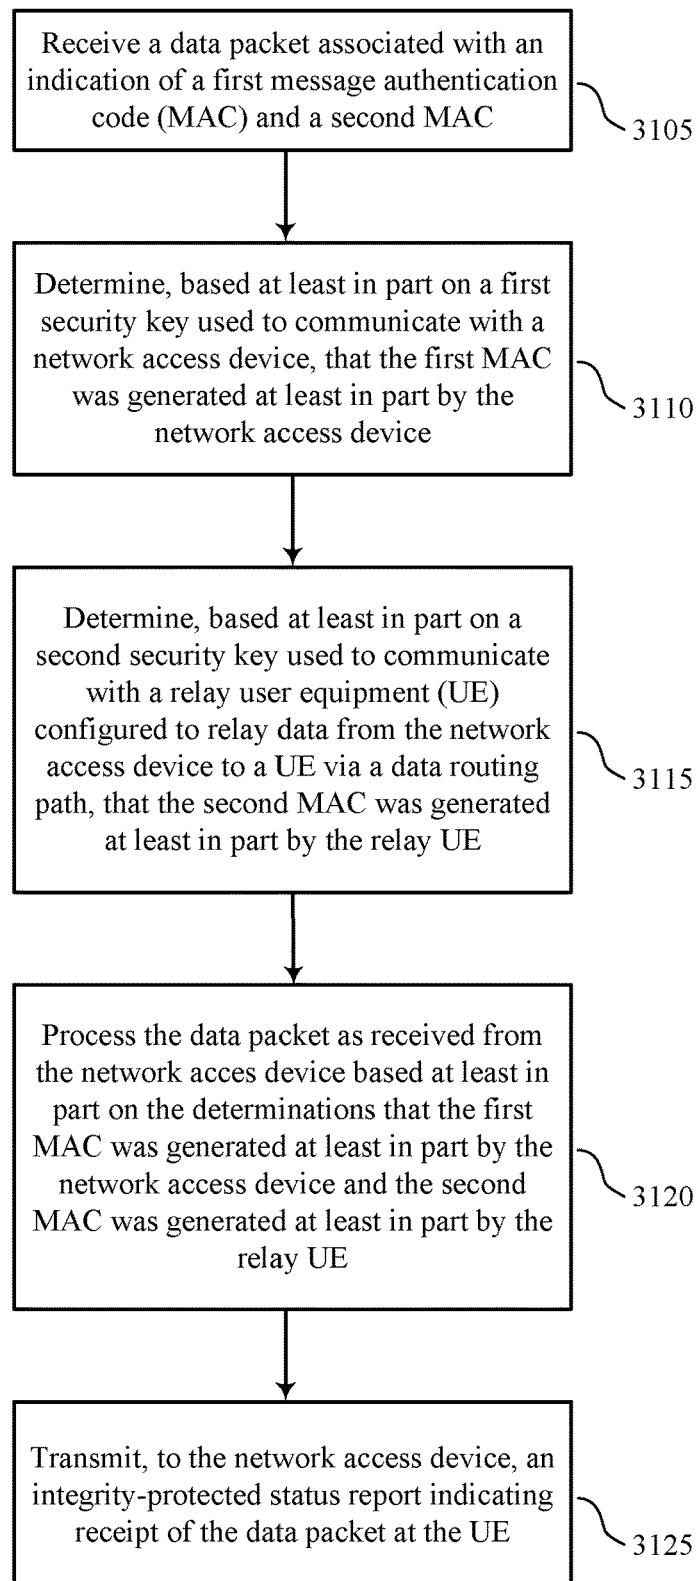 Receive a data packet associated with an
indication of a first message authentication
code (MAC) and a second MAC
3105
Determine, based at least in part on a first
security key used to communicate with a
network access device, that the first MAC
was generated at least in part by the
network access device
3110
Determine, based at least in part on a
second security key used to communicate
with a relay user equipment (UE)
configured to relay data from the network
access device to a UE via a data routing
path, that the second MAC was generated
at least in part by the relay UE
3115
Process the data packet as received from
the network acces device based at least in
part on the determinations that the first
MAC was generated at least in part by the
network access device and the second
MAC was generated at least in part by the
relay UE
3120
Transmit, to the network access device, an
integrity-protected status report indicating
receipt of the data packet at the UE
3125